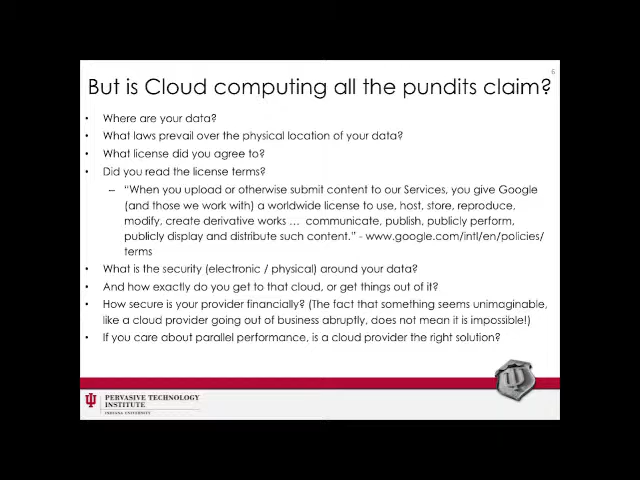 6
But is Cloud computing all the pundits claim?
• Where are your data?
• What laws prevail over the physical location of your data?
• What license did you agree to?
• Did you read the license terms?
– "When you upload or otherwise submit content to our Services, you give Google
(and those we work with) a worldwide license to use, host, store, reproduce,
modify, create derivative works … communicate, publish, publicly perform,
publicly display and distribute such content." - www.google.com/intl/en/policies/
terms
• What is the security (electronic / physical) around your data?
• And how exactly do you get to that cloud, or get things out of it?
• How secure is your provider financially? (The fact that something seems unimaginable,
like a cloud provider going out of business abruptly, does not mean it is impossible!)
• If you care about parallel performance, is a cloud provider the right solution?
PERVASIVE TECHNOLOGY
INSTITUTE
INDIANA UNIVERSITY